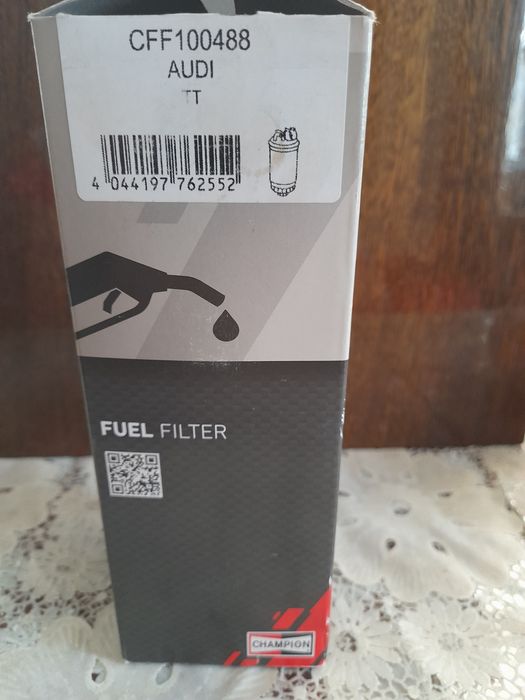 CFF100488
AUDI
TT
4 044197 762552
FUEL FILTER
CHAMPION